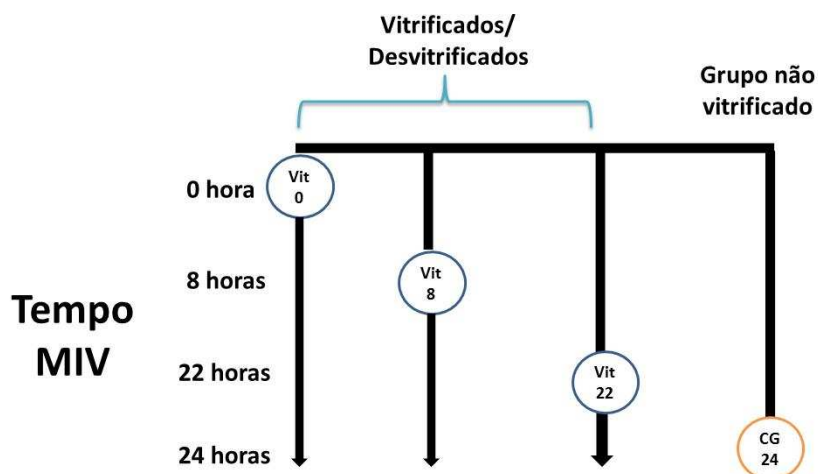 Vitrificados/
Desvitrificados
Grupo não
vitrificado
0 hora
Vit
0
8 horas
Vit
8
Tempo
MIV
22 horas
Vit
22
24 horas
CG
24